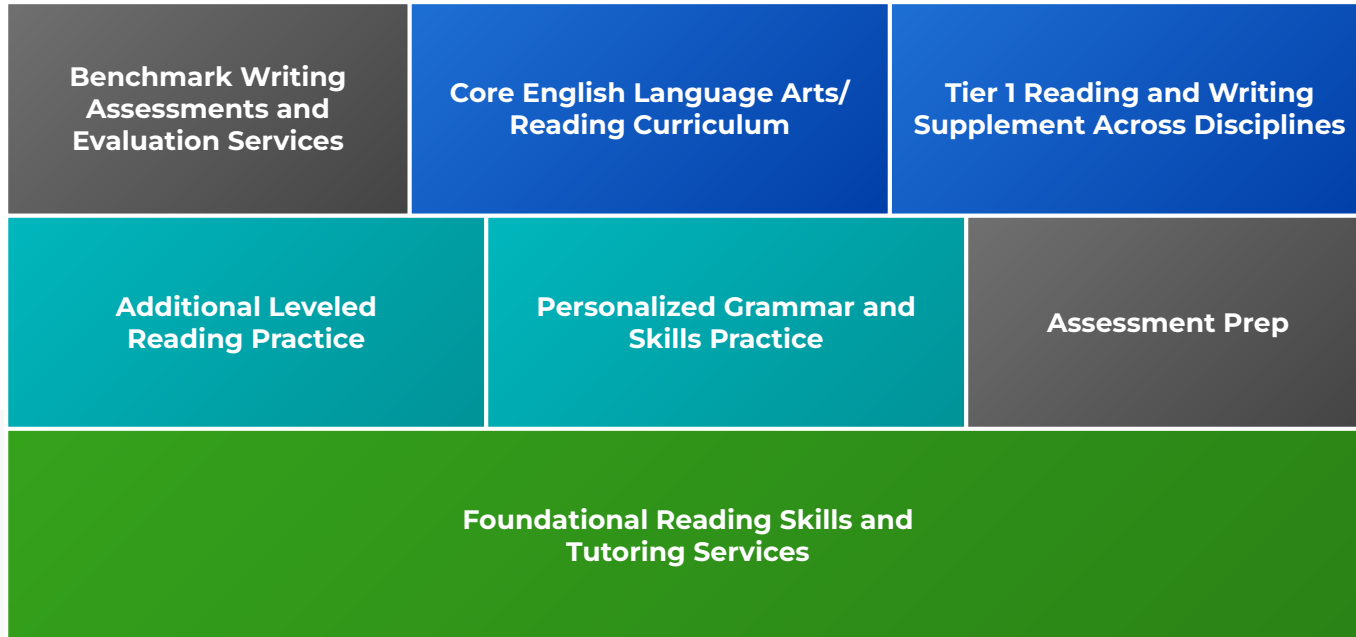 Benchmark Writing
Assessments and
Evaluation Services
Core English Language Arts/
Reading Curriculum
Tier 1 Reading and Writing
Supplement Across Disciplines
Additional Leveled
Reading Practice
Personalized Grammar and
Skills Practice
Assessment Prep
Foundational Reading Skills and
Tutoring Services